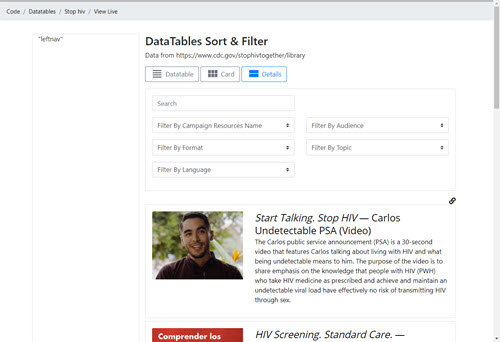 Code / Datatables / Stop hiv / View Live
"leftnav"
DataTables Sort & Filter
Data from https://www.cdc.gov/stophivtogether/library
Datatable
Card
Details
Search
Filter By Campaign Resources Name
Filter By Audience
Filter By Format
Filter By Topic
Filter By Language
Start Talking. Stop HIV — Carlos
Undetectable PSA (Video)
The Carlos public service announcement (PSA) is a 30-second
video that features Carlos talking about living with HIV and what
being undetectable means to him. The purpose of the video is to
share emphasis on the knowledge that people with HIV (PWH)
who take HIV medicine as prescribed and achieve and maintain an
undetectable viral load have effectively no risk of transmitting HIV
through sex.
Comprender los
HIV Screening. Standard Care. —